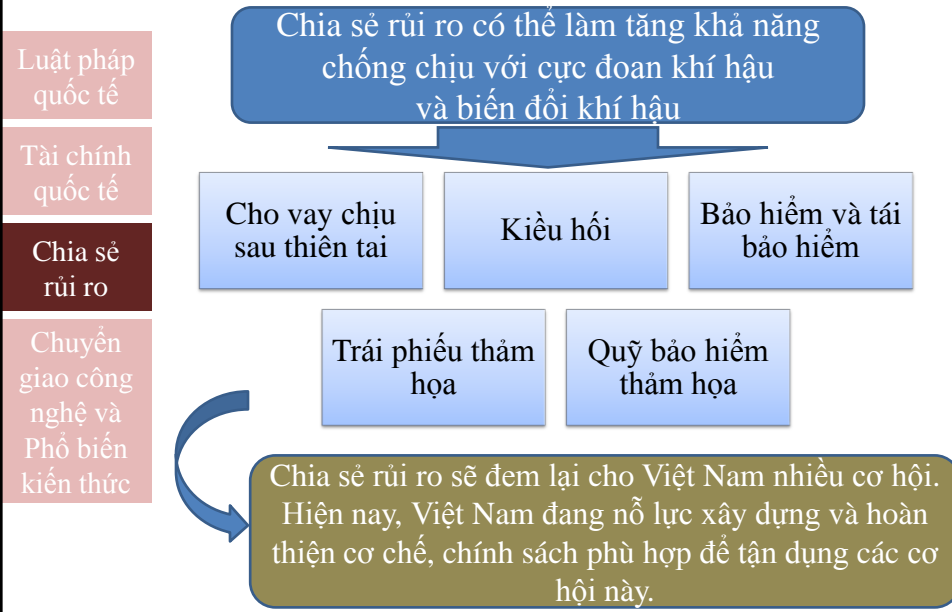 Luật pháp
quốc tế
Tài chính
quốc tế
Chia sẻ
rủi ro
Chuyển
giao công
nghệ và
Phổ biến
kiến thức
Chia sẻ rủi ro có thể làm tăng khả năng
chống chịu với cực đoan khí hậu
và biến đổi khí hậu
Cho vay chịu
sau thiên tai
Kiều hối
Bảo hiểm và tái
bảo hiểm
Trái phiếu thảm
họa
Quỹ bảo hiểm
thảm họa
Chia sẻ rủi ro sẽ đem lại cho Việt Nam nhiều cơ hội.
Hiện nay, Việt Nam đang nỗ lực xây dựng và hoàn
thiện cơ chế, chính sách phù hợp để tận dụng các cơ
hội này.